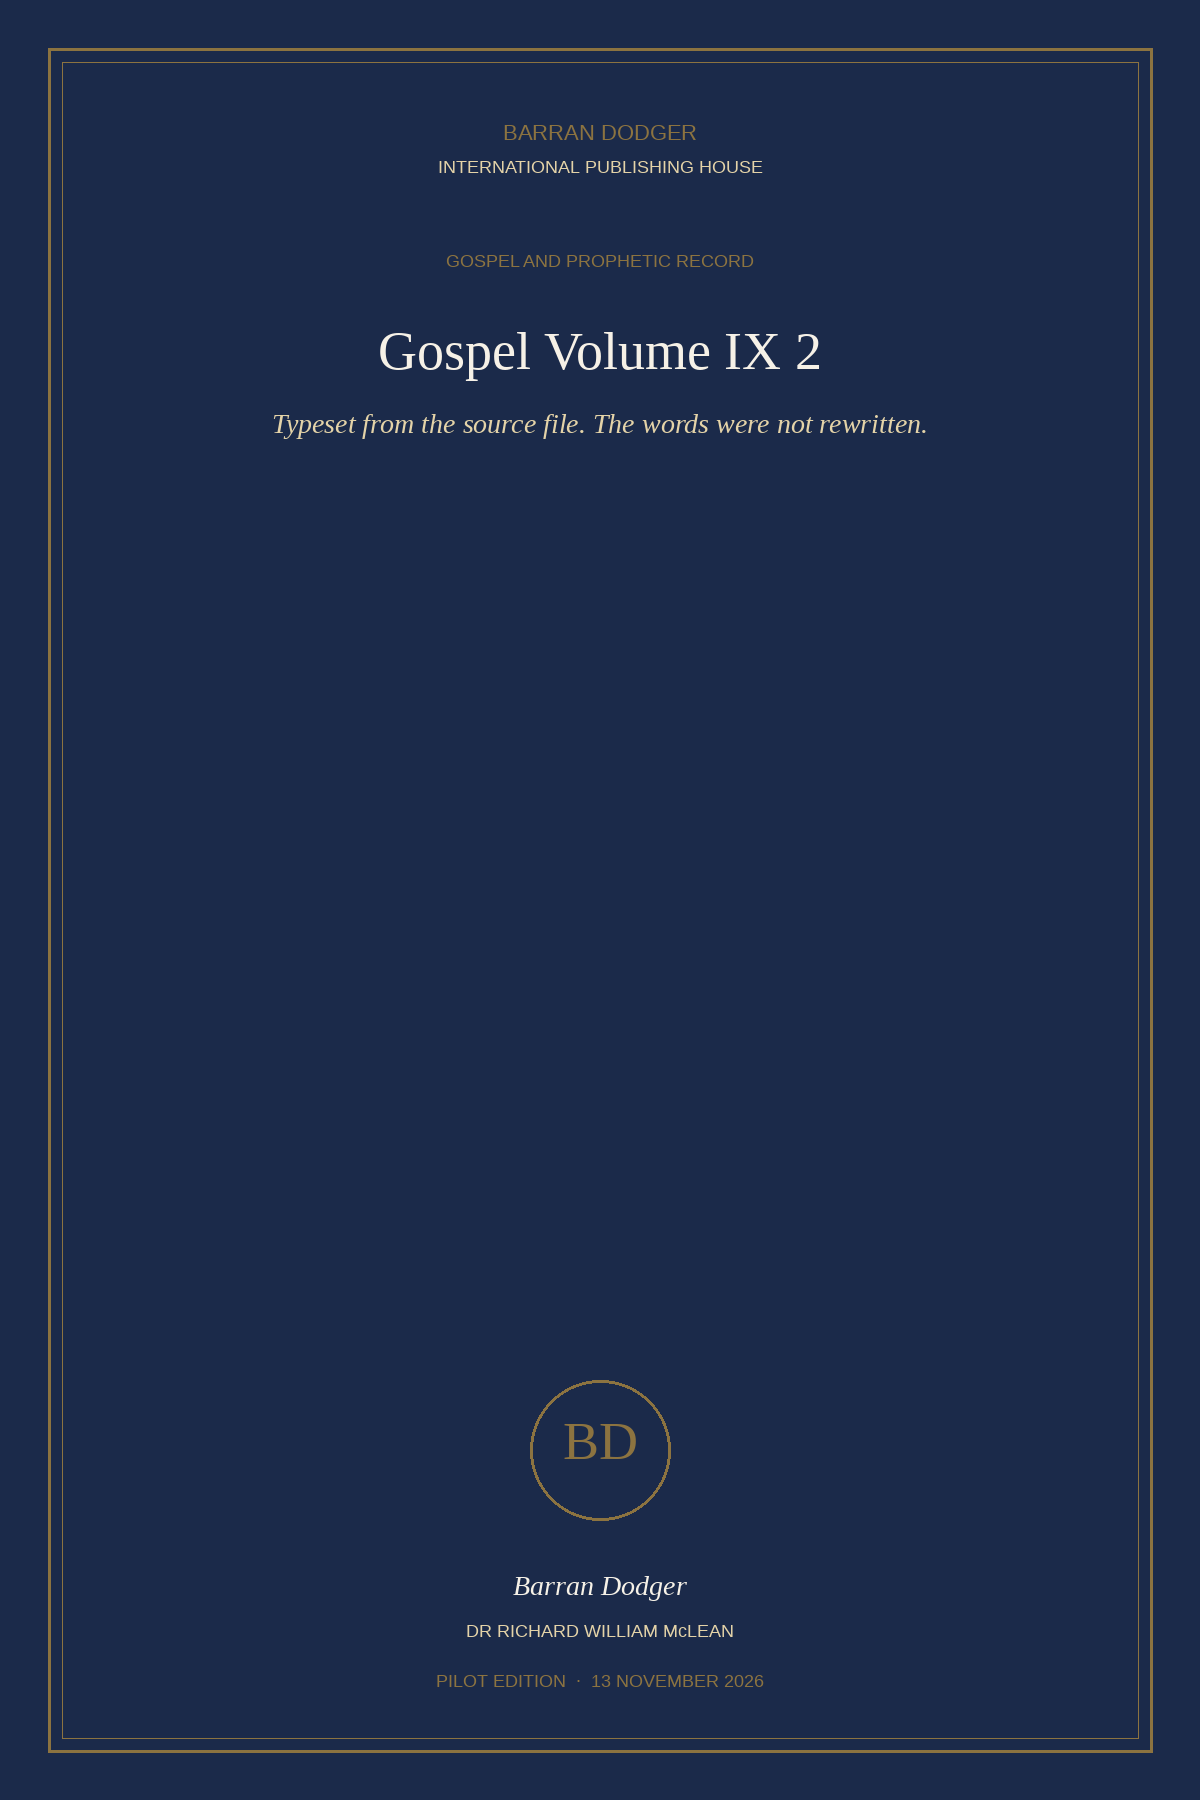 BARRAN DODGER
INTERNATIONAL PUBLISHING HOUSE
GOSPEL AND PROPHETIC RECORD
Gospel Volume IX 2
Typeset from the source file. The words were not rewritten.
BD
Barran Dodger
DR RICHARD WILLIAM McLEAN
PILOT EDITION · 13 NOVEMBER 2026